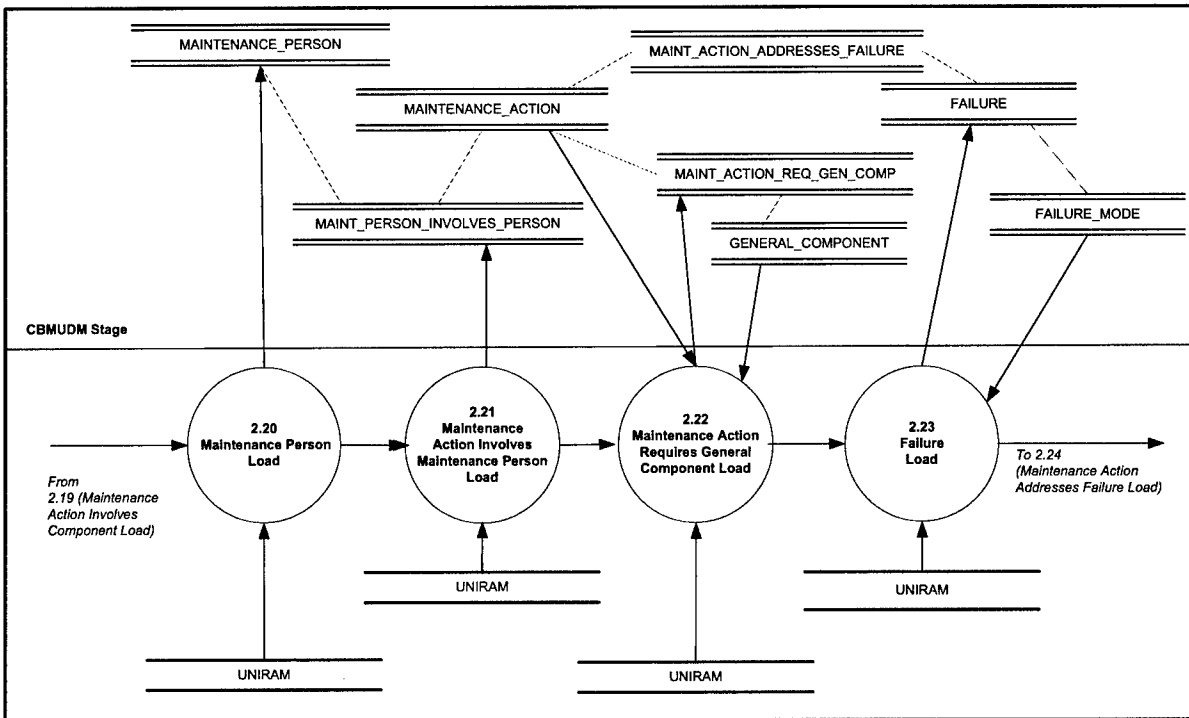 MAINTENANCE_PERSON
MAINT_ACTION_ADDRESSES_FAILURE
MAINTENANCE_ACTION
FAILURE
MAINT_ACTION_REQ_GEN_COMP
MAINT_PERSON_INVOLVES_PERSON
FAILURE_MODE
GENERAL_COMPONENT
CBMUDM Stage
2.20
Maintenance Person
Load
2.21
Maintenance
Action Involves
Maintenance Person
Load
2.22
Maintenance Action
Requires General
Component Load
2.23
Failure
Load
From
2.19 (Maintenance
Action Involves
Component Load)
To 2.24
(Maintenance Action
Addresses Failure Load)
UNIRAM
UNIRAM
UNIRAM
UNIRAM